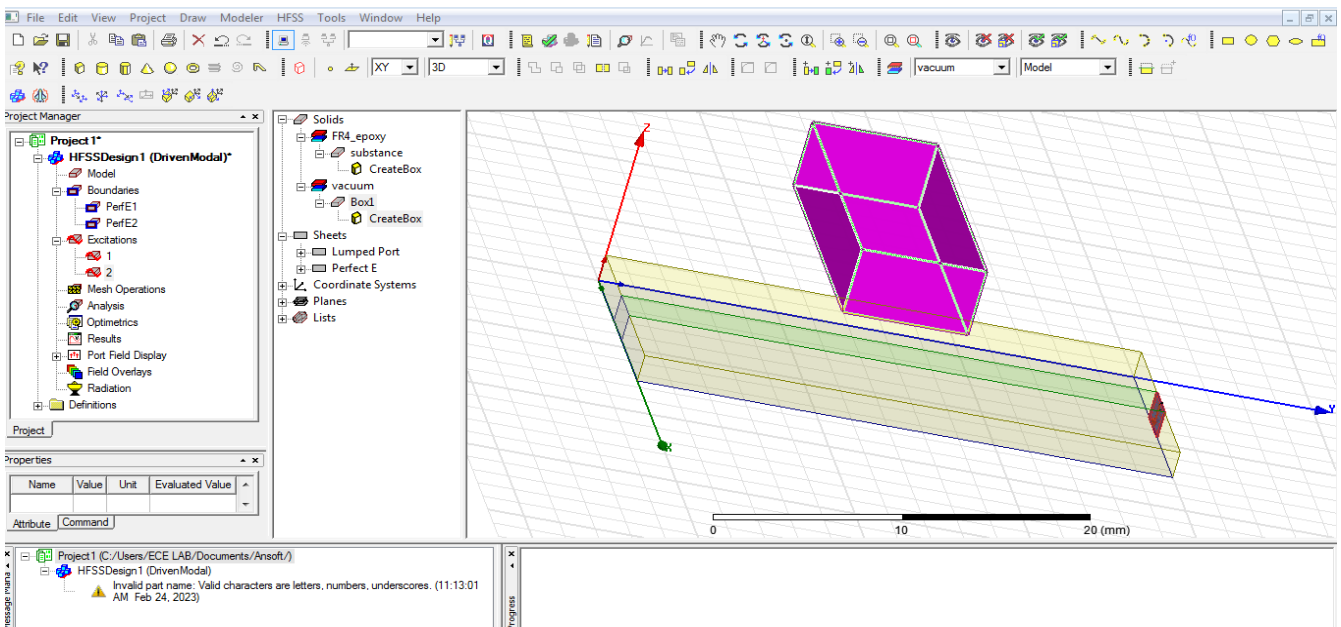 File Edit View Project Draw Modeler HFSS Tools Window Help
XY 3D vacuum Model
Project Manager
Project1*
HFSSDesign1 (DrivenModal)*
Model
Boundaries
PerfE1
PerfE2
Excitations
1
2
Mesh Operations
Analysis
Optimetrics
Results
Port Field Display
Field Overlays
Radiation
Definitions
Project
Properties
Name Value Unit Evaluated Value
Attribute Command
Solids
FR4_epoxy
substance
CreateBox
vacuum
Box1
CreateBox
Sheets
Lumped Port
Perfect E
Coordinate Systems
Planes
Lists
Z
Y
X
0 10 20 (mm)
Project1 (C:/Users/ECE LAB/Documents/Ansoft/)
HFSSDesign1 (DrivenModal)
Invalid part name: Valid characters are letters, numbers, underscores. (11:13:01
AM Feb 24, 2023)
Message Mana
Progress